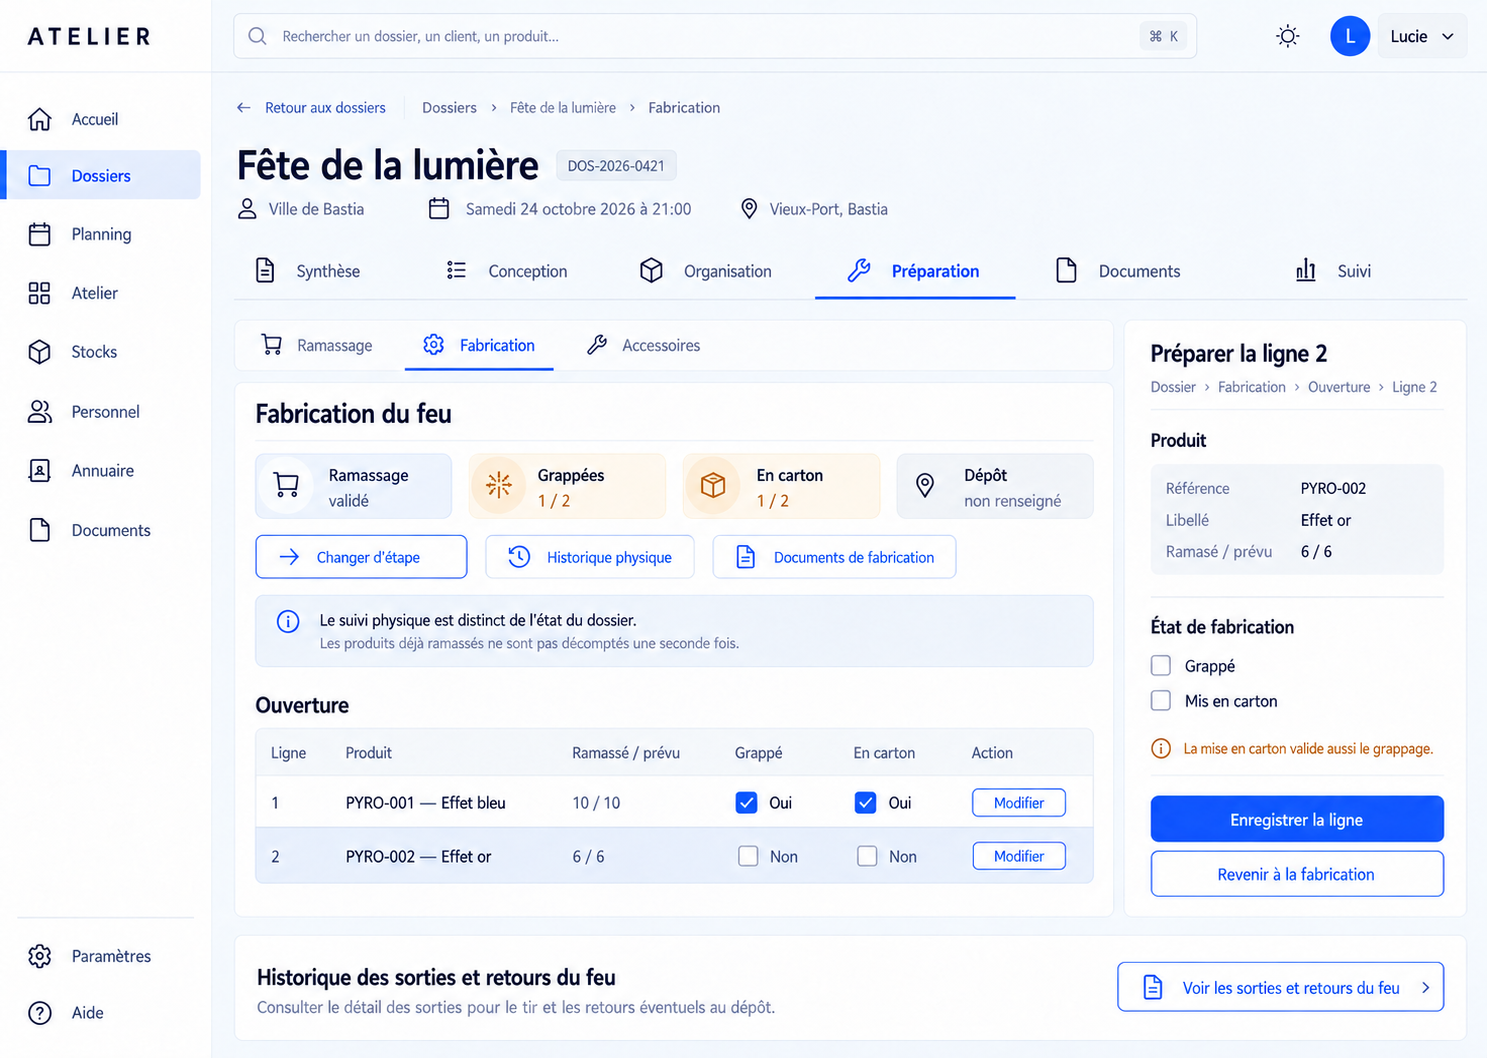 ATELIER
Rechercher un dossier, un client, un produit...
⌘ K
L
Lucie
Accueil
Dossiers
Planning
Atelier
Stocks
Personnel
Annuaire
Documents
Paramètres
Aide
Retour aux dossiers
Dossiers > Fête de la lumière > Fabrication
Fête de la lumière
DOS-2026-0421
Ville de Bastia
Samedi 24 octobre 2026 à 21:00
Vieux-Port, Bastia
Synthèse
Conception
Organisation
Préparation
Documents
Suivi
Ramassage
Fabrication
Accessoires
Fabrication du feu
Ramassage
validé
Grappées
1 / 2
En carton
1 / 2
Dépôt
non renseigné
Changer d'étape
Historique physique
Documents de fabrication
Le suivi physique est distinct de l'état du dossier.
Les produits déjà ramassés ne sont pas décomptés une seconde fois.
Ouverture
Ligne Produit Ramassé / prévu Grappé En carton Action
1 PYRO-001 — Effet bleu 10 / 10 Oui Oui Modifier
2 PYRO-002 — Effet or 6 / 6 Non Non Modifier
Préparer la ligne 2
Dossier > Fabrication > Ouverture > Ligne 2
Produit
Référence PYRO-002
Libellé Effet or
Ramasé / prévu 6 / 6
État de fabrication
Grappé
Mis en carton
La mise en carton valide aussi le grappage.
Enregistrer la ligne
Revenir à la fabrication
Historique des sorties et retours du feu
Consulter le détail des sorties pour le tir et les retours éventuels au dépôt.
Voir les sorties et retours du feu